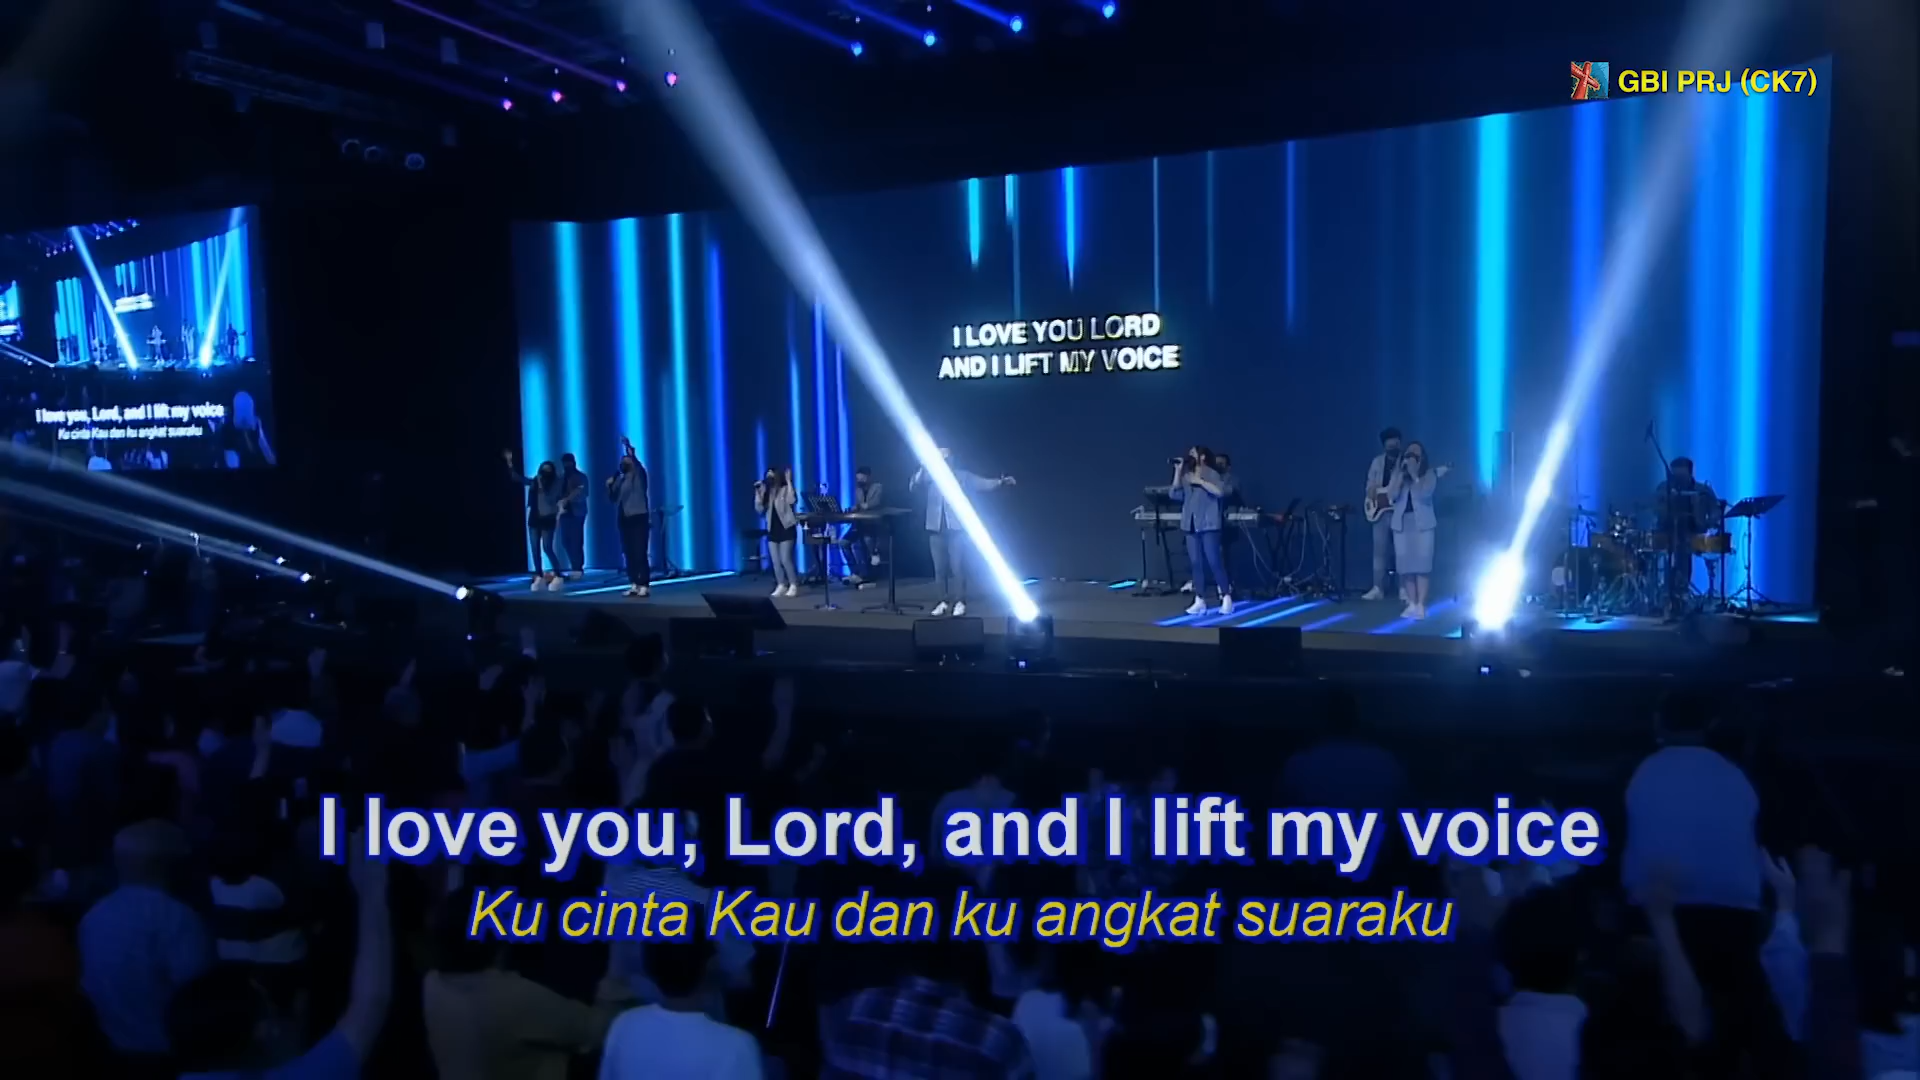 GBI PRJ (CK7)
I LOVE YOU LORD
AND I LIFT MY VOICE
I love you, Lord, and I lift my voice
Ku cinta Kau dan ku angkat suaraku
I love you, Lord, and I lift my voice
Ku cinta Kau dan ku angkat suaraku